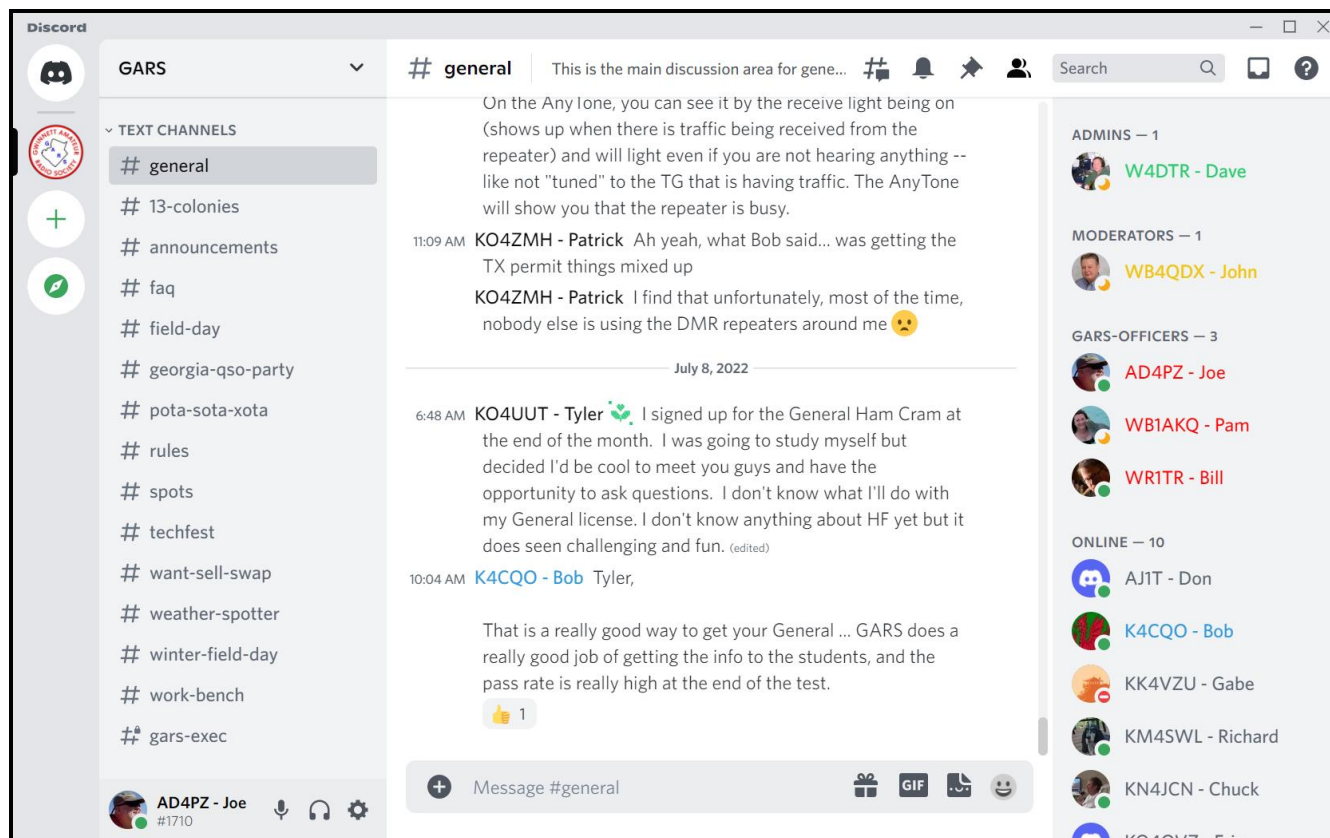 Discord
GARS
TEXT CHANNELS
general
13-colonies
announcements
faq
field-day
georgia-qso-party
pota-sota-xota
rules
spots
techfest
want-sell-swap
weather-spotter
winter-field-day
work-bench
gars-exec
AD4PZ - Joe
#1710
GWINNETT AMATEUR
RADIO SOCIETY
general
This is the main discussion area for gene...
Search
On the AnyTone, you can see it by the receive light being on
(shows up when there is traffic being received from the
repeater) and will light even if you are not hearing anything --
like not "tuned" to the TG that is having traffic. The AnyTone
will show you that the repeater is busy.
11:09 AM KO4ZMH - Patrick Ah yeah, what Bob said... was getting the
TX permit things mixed up
KO4ZMH - Patrick I find that unfortunately, most of the time,
nobody else is using the DMR repeaters around me
July 8, 2022
6:48 AM KO4UUT - Tyler I signed up for the General Ham Cram at
the end of the month. I was going to study myself but
decided I'd be cool to meet you guys and have the
opportunity to ask questions. I don't know what I'll do with
my General license. I don't know anything about HF yet but it
does seen challenging and fun. (edited)
10:04 AM K4CQO - Bob Tyler,
That is a really good way to get your General ... GARS does a
really good job of getting the info to the students, and the
pass rate is really high at the end of the test.
1
Message #general
GIF
ADMINS — 1
W4DTR - Dave
MODERATORS — 1
WB4QDX - John
GARS-OFFICERS — 3
AD4PZ - Joe
WB1AKQ - Pam
WR1TR - Bill
ONLINE — 10
AJ1T - Don
K4CQO - Bob
KK4VZU - Gabe
KM4SWL - Richard
KN4JCN - Chuck